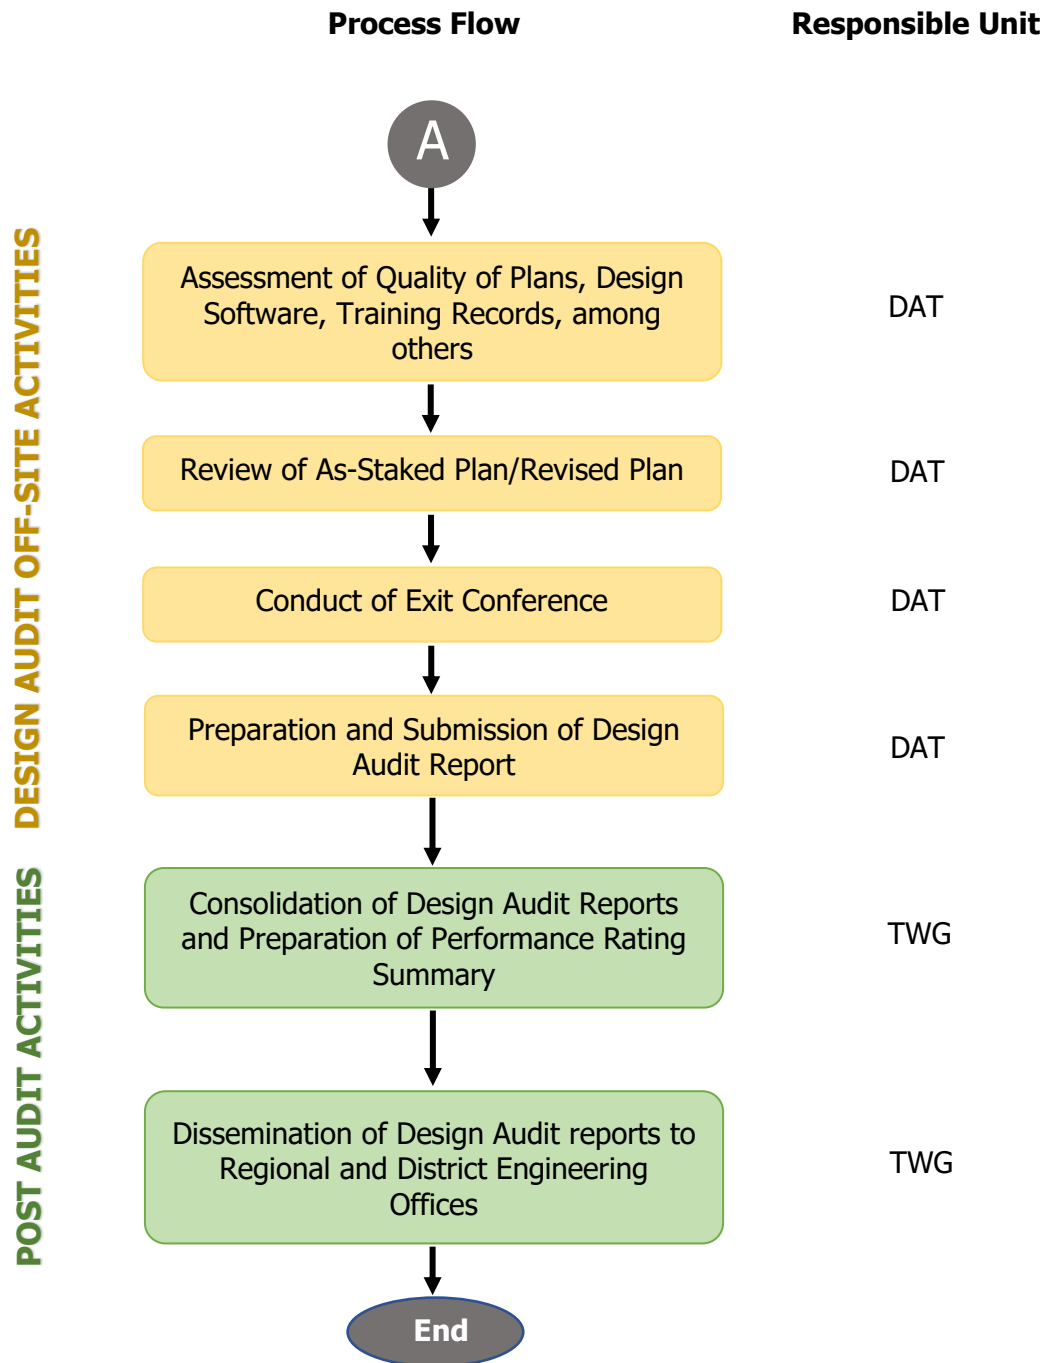 Process Flow
Responsible Unit
A
DESIGN AUDIT OFF-SITE ACTIVITIES
Assessment of Quality of Plans, Design
Software, Training Records, among
others
DAT
Review of As-Staked Plan/Revised Plan
DAT
Conduct of Exit Conference
DAT
Preparation and Submission of Design
Audit Report
DAT
POST AUDIT ACTIVITIES
Consolidation of Design Audit Reports
and Preparation of Performance Rating
Summary
TWG
Dissemination of Design Audit reports to
Regional and District Engineering
Offices
TWG
End